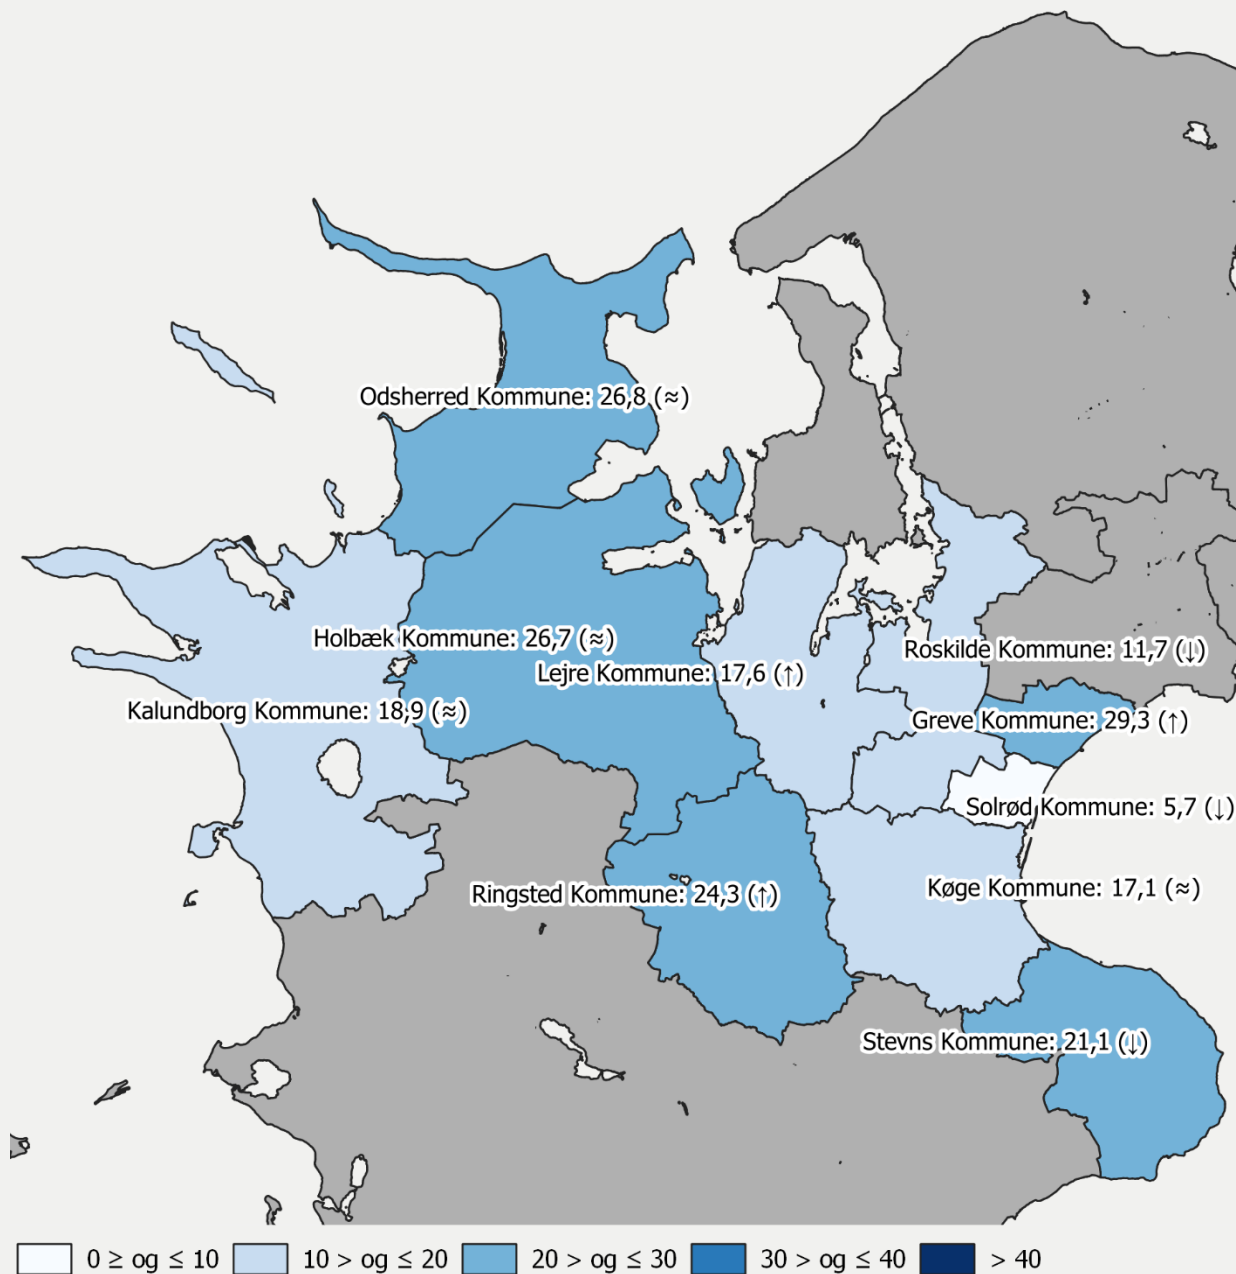 Odsherred Kommune: 26,8 (≈)
Holbæk Kommune: 26,7 (≈)
Roskilde Kommune: 11,7 (↓)
Lejre Kommune: 17,6 (↑)
Kalundborg Kommune: 18,9 (≈)
Greve Kommune: 29,3 (↑)
Solrød Kommune: 5,7 (↓)
Køge Kommune: 17,1 (≈)
Ringsted Kommune: 24,3 (↑)
Stevns Kommune: 21,1 (↓)
0 ≥ og ≤ 10 10 > og ≤ 20 20 > og ≤ 30 30 > og ≤ 40 > 40